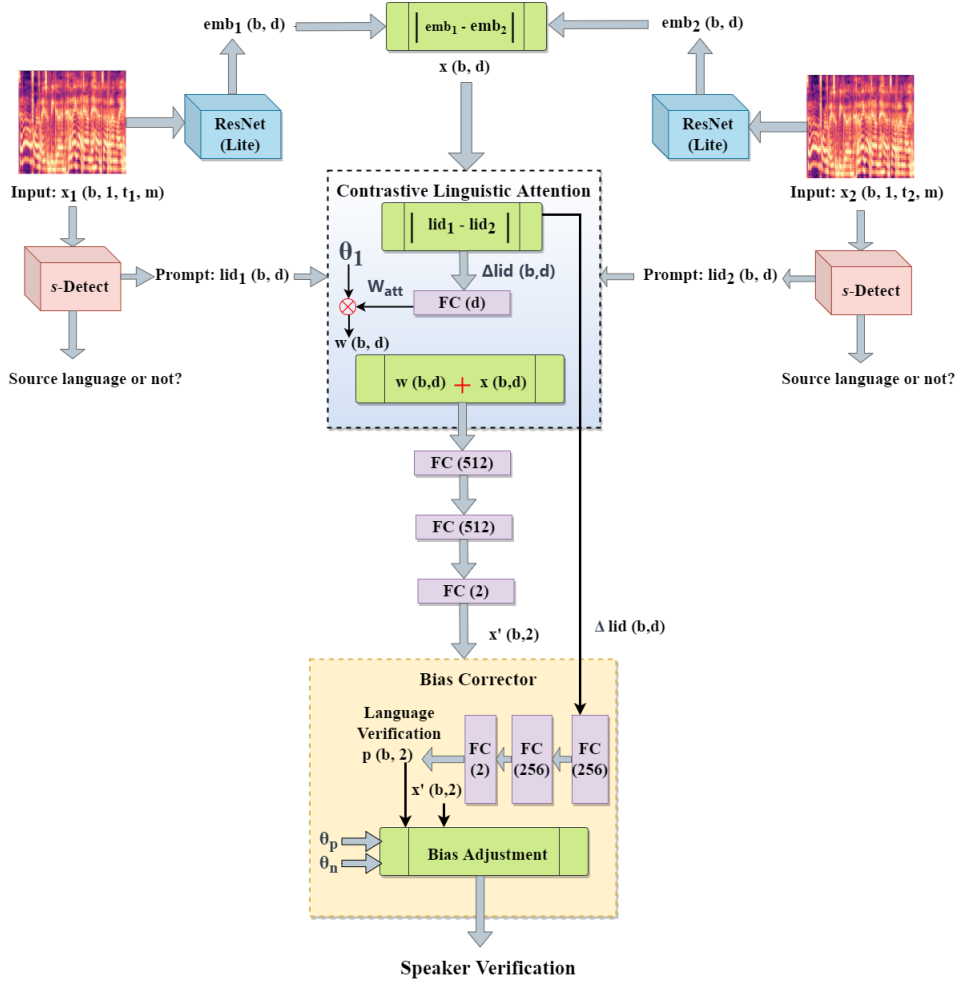 emb₁ (b, d)
| emb₁ - emb₂ |
emb₂ (b, d)
x (b, d)
ResNet
(Lite)
ResNet
(Lite)
Input: x₁ (b, 1, t₁, m)
Input: x₂ (b, 1, t₂, m)
Contrastive Linguistic Attention
| lid₁ - lid₂ |
s-Detect
Prompt: lid₁ (b, d)
θ₁
Δlid (b,d)
Prompt: lid₂ (b, d)
s-Detect
Wₐₜₜ
FC (d)
w (b, d)
Source language or not?
w (b,d) + x (b,d)
Source language or not?
FC (512)
FC (512)
FC (2)
x' (b,2)
Δ lid (b,d)
Bias Corrector
Language
Verification
p (b, 2)
FC
(2)
FC
(256)
FC
(256)
x' (b,2)
θₚ
θₙ
Bias Adjustment
Speaker Verification